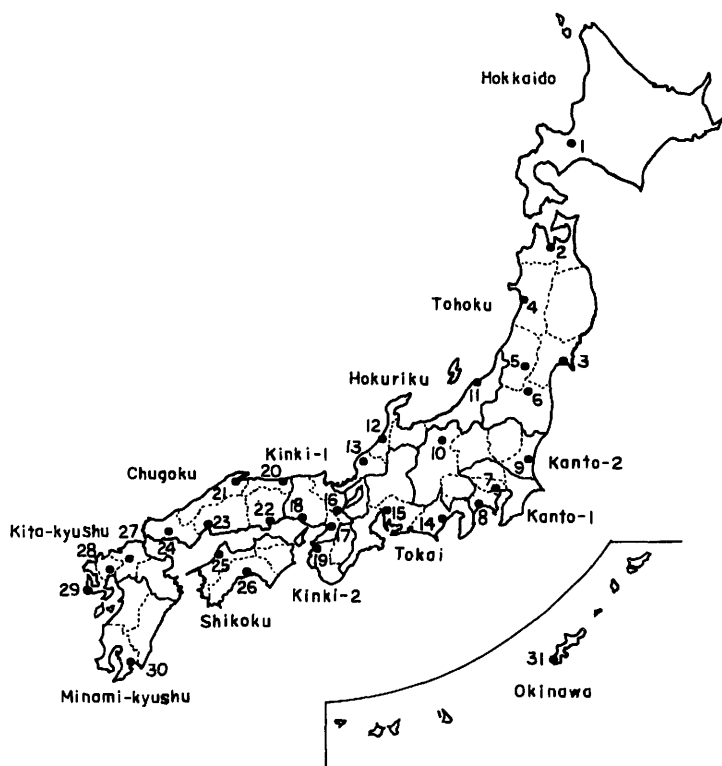 Hokkaido
1
2
Tohoku
4
5
3
Hokuriku
11
6
12
Kinki-1
13
10
Chugoku
20
9
Kanto-2
21
7
Kita-kyushu
27
23
22
18
16
15
14
8
Kanto-1
28
24
17
Tokai
25
19
29
26
Kinki-2
Shikoku
30
31
Minami-kyushu
Okinawa